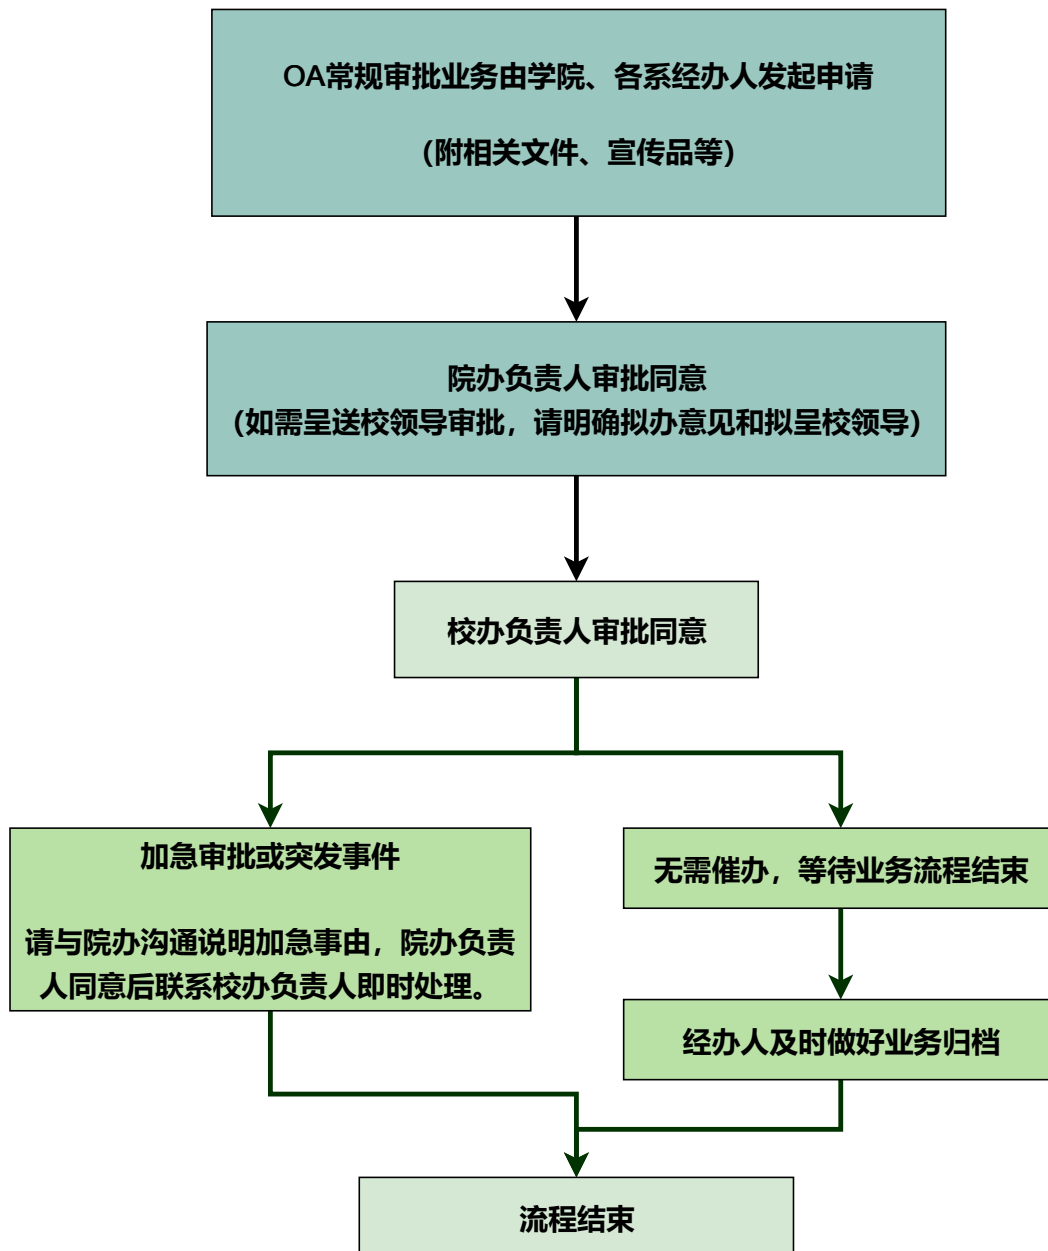 OA常规审批业务由学院、各系经办人发起申请
（附相关文件、宣传品等）
院办负责人审批同意
（如需呈送校领导审批，请明确拟办意见和拟呈校领导）
校办负责人审批同意
加急审批或突发事件
请与院办沟通说明加急事由，院办负责
人同意后联系校办负责人即时处理。
无需催办，等待业务流程结束
经办人及时做好业务归档
流程结束